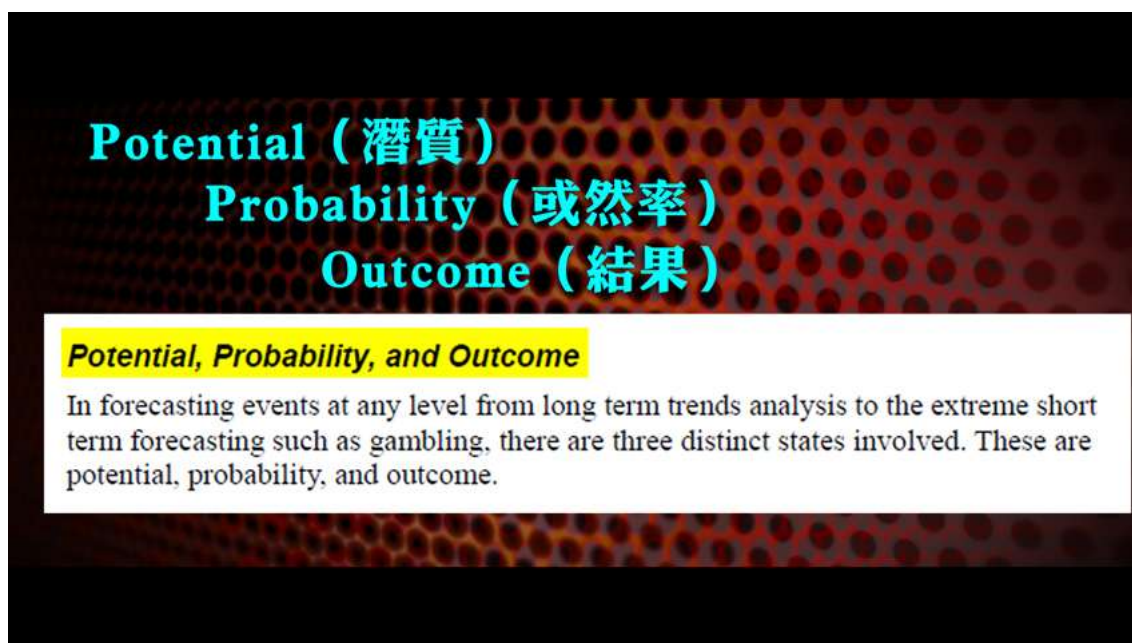 Potential（潛質）
Probability（或然率）
Outcome（結果）
Potential, Probability, and Outcome
In forecasting events at any level from long term trends analysis to the extreme short
term forecasting such as gambling, there are three distinct states involved. These are
potential, probability, and outcome.